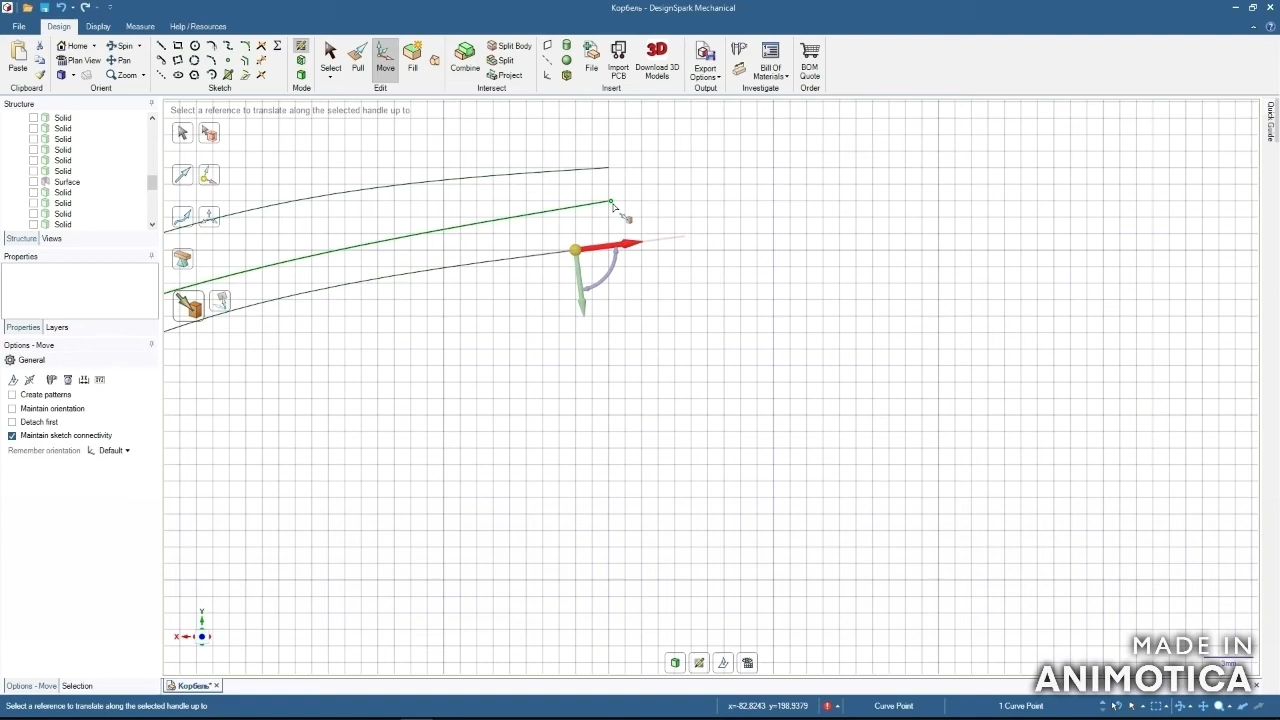 Корбель - DesignSpark Mechanical
File Design Display Measure Help / Resources
Paste
Home Spin
Plan View Pan
Zoom
Select Pull Move Fill
Combine
Split Body
Split
Project
File
Import PCB
Download 3D Models
3D
Export Options
Bill Of Materials
BOM Quote
Clipboard Orient Sketch Mode Edit Intersect Insert Output Investigate Order
Structure
Solid
Solid
Solid
Solid
Solid
Solid
Surface
Solid
Solid
Solid
Solid
Structure Views
Properties
Properties Layers
Options - Move
General
XYZ
Create patterns
Maintain orientation
Detach first
Maintain sketch connectivity
Remember orientation Default
Options - Move Selection
Select a reference to translate along the selected handle up to
Quick Guide
Y
X
3mm
MADE IN
ANIMOTICA
Корбель*
Select a reference to translate along the selected handle up to
x=-82,8243 y=198,9379
Curve Point
1 Curve Point